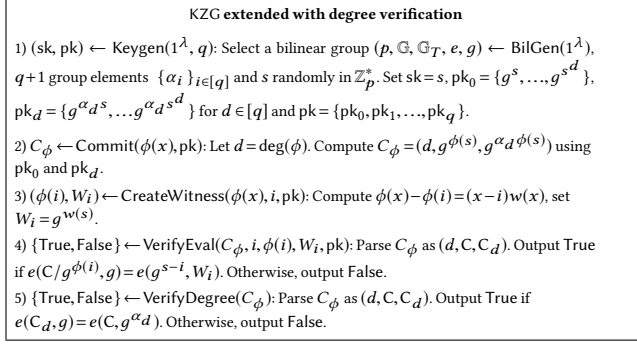 KZG extended with degree verification
1) (sk, pk) ← Keygen(1^λ, q): Select a bilinear group (p, 𝔾, 𝔾_T, e, g) ← BilGen(1^λ),
q+1 group elements {α_i}_{i∈[q]} and s randomly in ℤ_p^*. Set sk=s, pk_0 = {g^s,…,g^{s^d}},
pk_d = {g^{α_d s},…g^{α_d s^d}} for d∈[q] and pk={pk_0,pk_1,…,pk_q}.
2) C_ϕ ←Commit(ϕ(x),pk): Let d=deg(ϕ). Compute C_ϕ=(d,g^{ϕ(s)},g^{α_d ϕ(s)}) using
pk_0 and pk_d.
3) (ϕ(i),W_i)←CreateWitness(ϕ(x),i,pk): Compute ϕ(x)−ϕ(i)=(x−i)w(x), set
W_i=g^{w(s)}.
4) {True,False}←VerifyEval(C_ϕ,i,ϕ(i),W_i,pk): Parse C_ϕ as (d,C,C_d). Output True
if e(C/g^{ϕ(i)},g)=e(g^{s−i},W_i). Otherwise, output False.
5) {True,False}←VerifyDegree(C_ϕ): Parse C_ϕ as (d,C,C_d). Output True if
e(C_d,g)=e(C,g^{α_d}). Otherwise, output False.